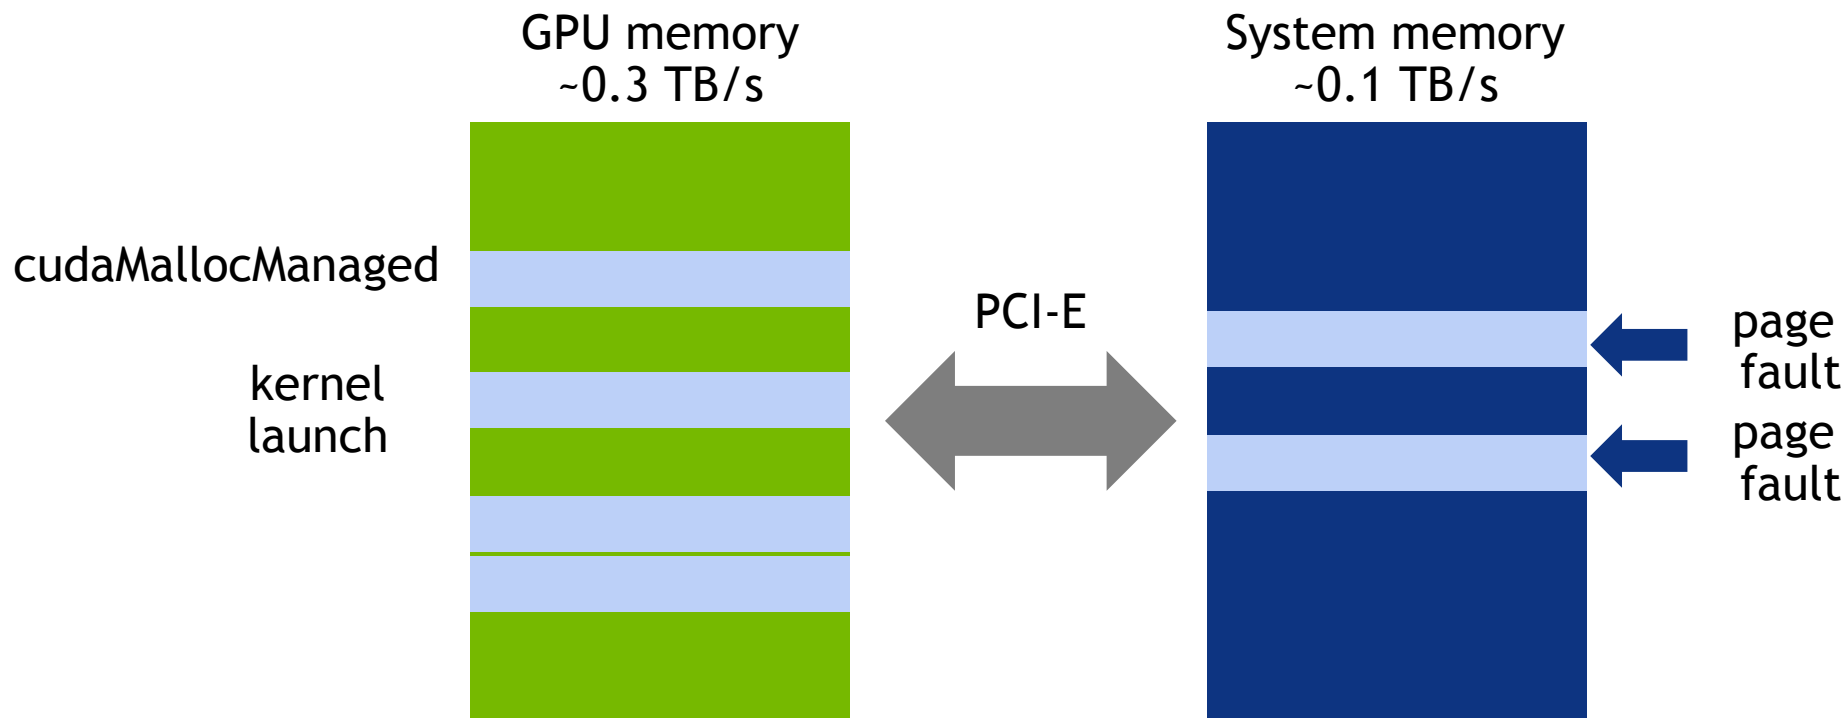 GPU memory
~0.3 TB/s
System memory
~0.1 TB/s
cudaMallocManaged
kernel
launch
PCI-E
page
fault
page
fault